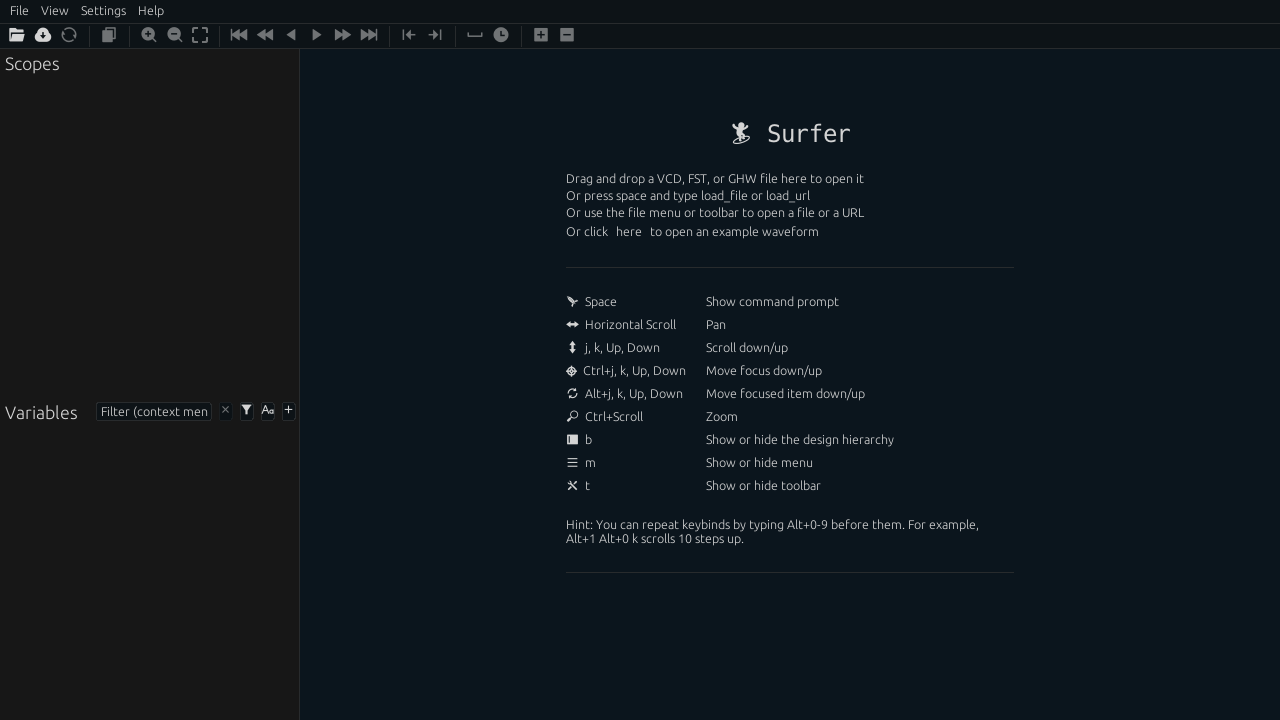 File View Settings Help
Scopes
Surfer
Drag and drop a VCD, FST, or GHW file here to open it
Or press space and type load_file or load_url
Or use the file menu or toolbar to open a file or a URL
Or click here to open an example waveform
Space Show command prompt
Horizontal Scroll Pan
j, k, Up, Down Scroll down/up
Ctrl+j, k, Up, Down Move focus down/up
Alt+j, k, Up, Down Move focused item down/up
Ctrl+Scroll Zoom
b Show or hide the design hierarchy
m Show or hide menu
t Show or hide toolbar
Hint: You can repeat keybinds by typing Alt+0-9 before them. For example,
Alt+1 Alt+0 k scrolls 10 steps up.
Variables Filter (context men Aa